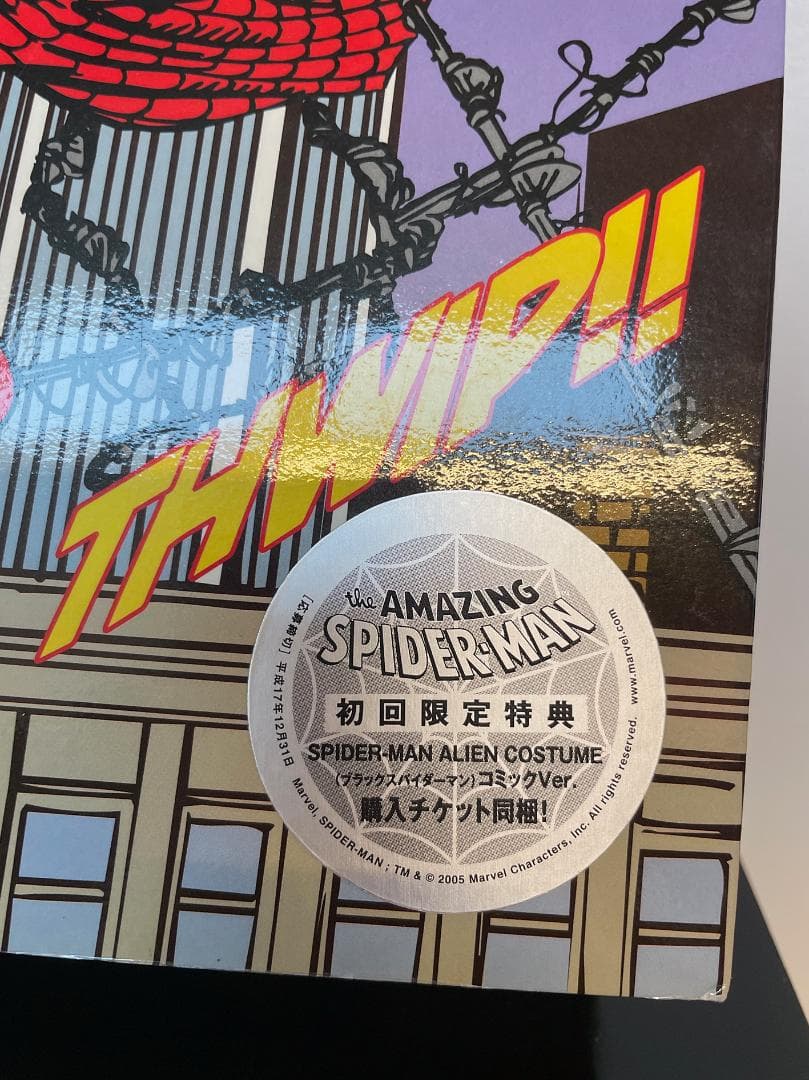 THWIP!!
the AMAZING
SPIDER-MAN
初回限定特典
SPIDER-MAN ALIEN COSTUME
(ブラックスパイダーマン)コミックVer.
購入チケット同梱!
[応募締切] 平成17年12月31日
Marvel, SPIDER-MAN ; TM & © 2005 Marvel Characters, Inc. All rights reserved. www.marvel.com